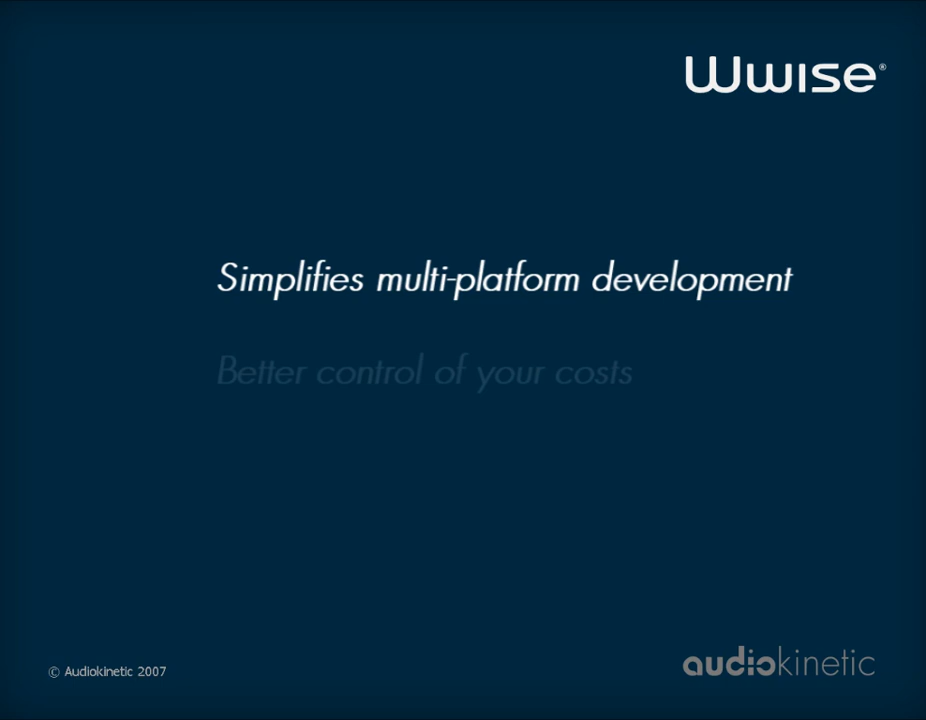 Wwise®
Simplifies multi-platform development
Better control of your costs
© Audiokinetic 2007
audiokinetic